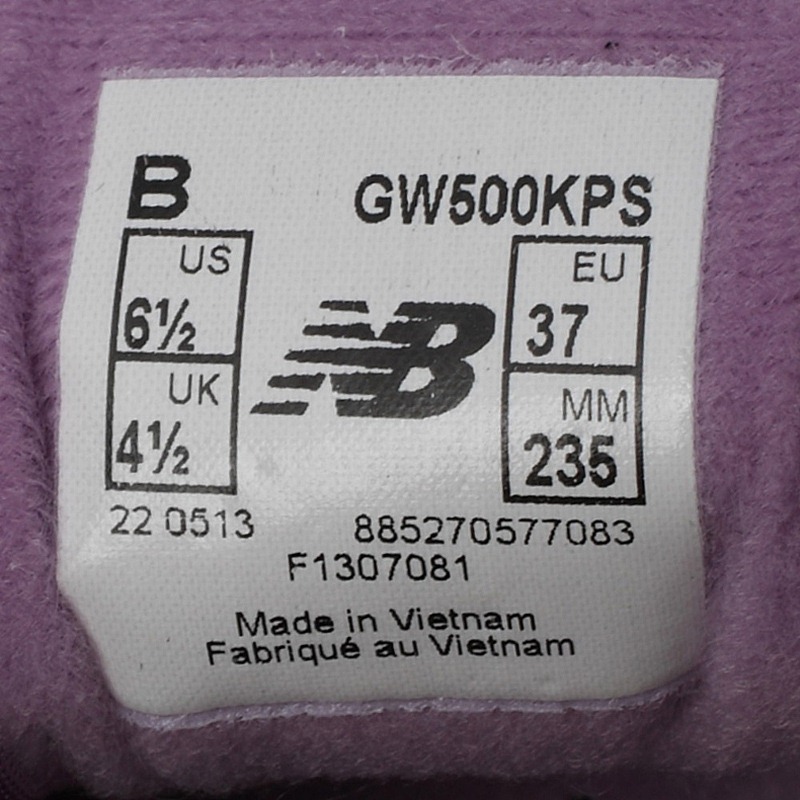 B GW500KPS
US EU
6½ 37
NB
UK MM
4½ 235
22 0513 885270577083
F1307081
Made in Vietnam
Fabriqué au Vietnam